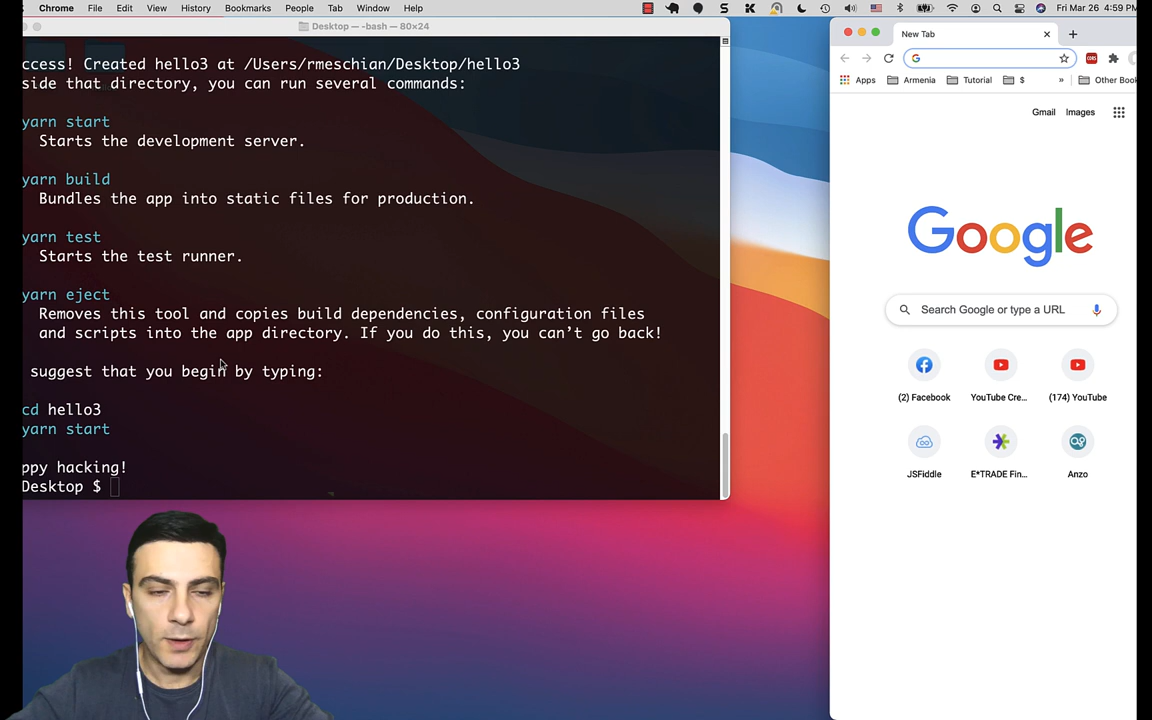 Chrome File Edit View History Bookmarks People Tab Window Help
Fri Mar 26 4:59 PM
Desktop — -bash — 80×24
ccess! Created hello3 at /Users/rmeschian/Desktop/hello3
side that directory, you can run several commands:
yarn start
Starts the development server.
yarn build
Bundles the app into static files for production.
yarn test
Starts the test runner.
yarn eject
Removes this tool and copies build dependencies, configuration files
and scripts into the app directory. If you do this, you can’t go back!
suggest that you begin by typing:
cd hello3
yarn start
ppy hacking!
Desktop $
New Tab
Apps Armenia Tutorial $ » Other Book
Gmail Images
Google
Search Google or type a URL
(2) Facebook YouTube Cre... (174) YouTube
JSFiddle E*TRADE Fin... Anzo